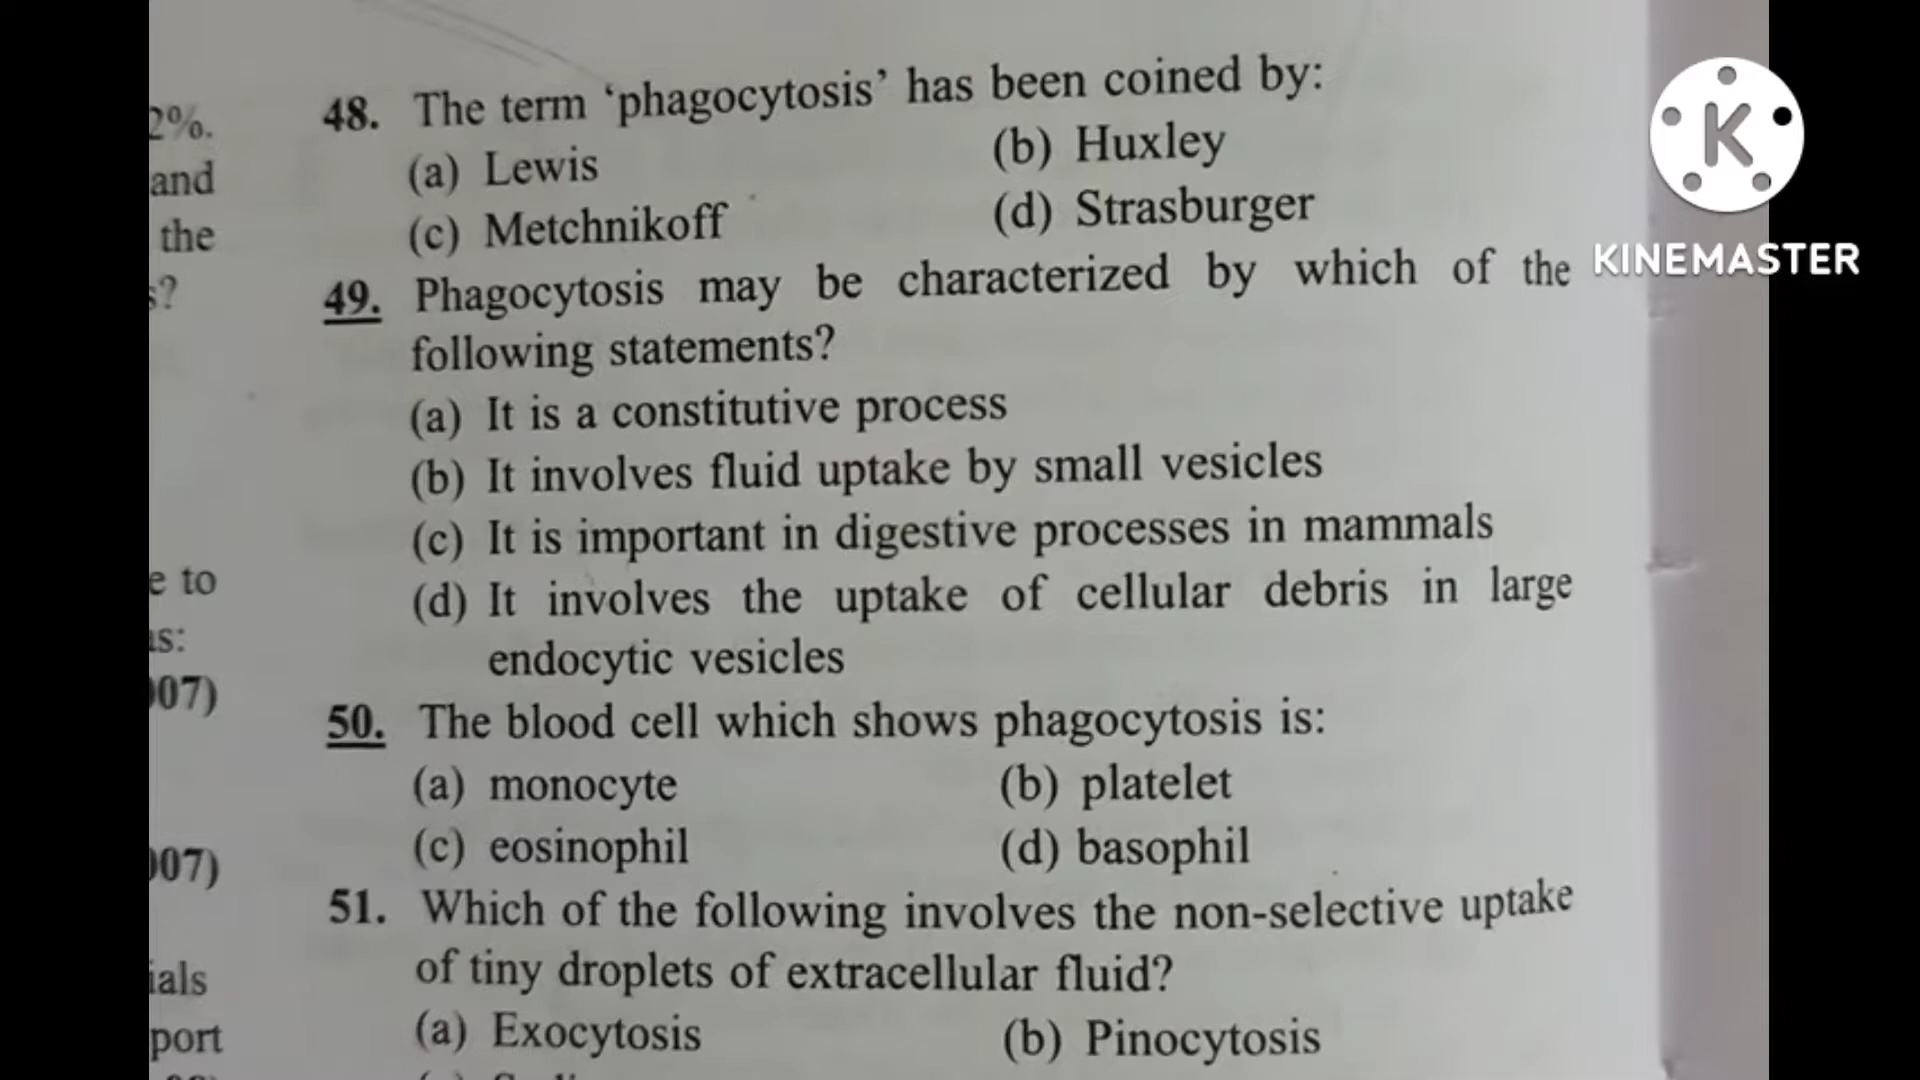 2%.
and
the
s?
e to
as:
007)
007)
ials
port
48. The term ‘phagocytosis’ has been coined by:
(a) Lewis (b) Huxley
(c) Metchnikoff (d) Strasburger
49. Phagocytosis may be characterized by which of the
following statements?
(a) It is a constitutive process
(b) It involves fluid uptake by small vesicles
(c) It is important in digestive processes in mammals
(d) It involves the uptake of cellular debris in large
endocytic vesicles
50. The blood cell which shows phagocytosis is:
(a) monocyte (b) platelet
(c) eosinophil (d) basophil
51. Which of the following involves the non-selective uptake
of tiny droplets of extracellular fluid?
(a) Exocytosis (b) Pinocytosis
K
KINEMASTER